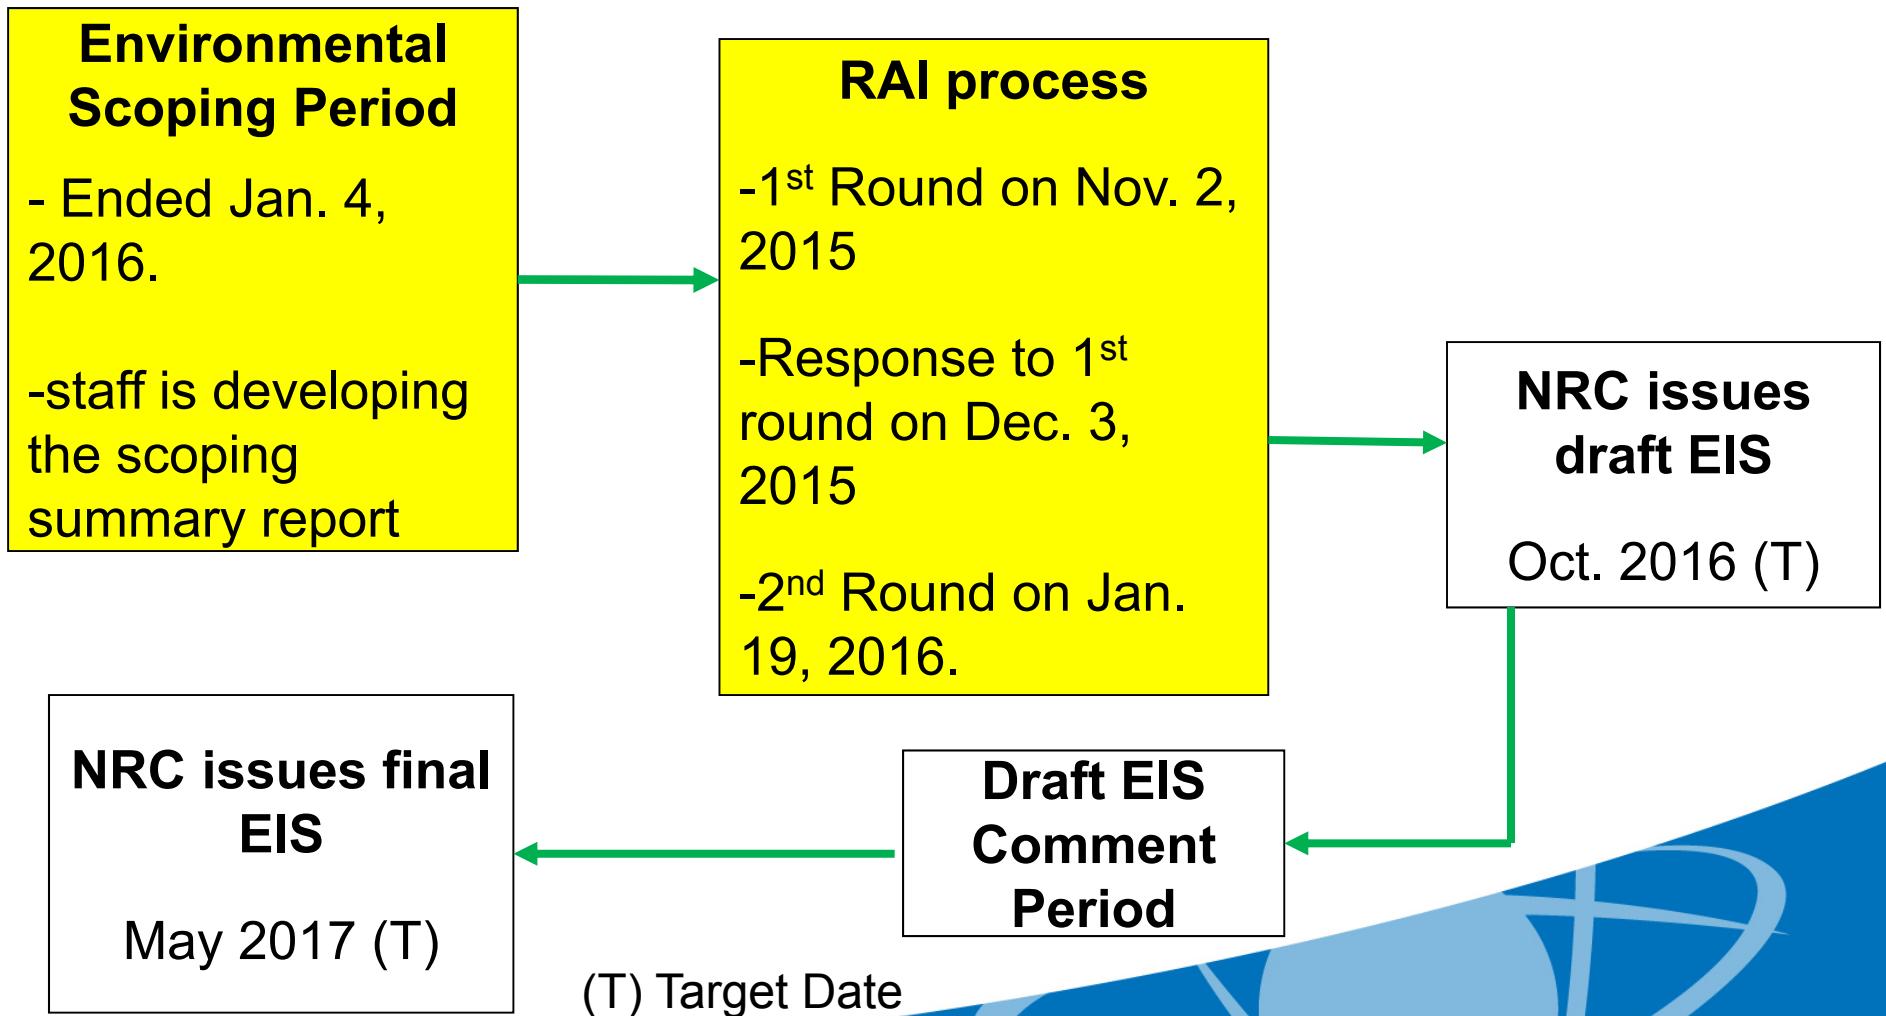 Environmental
Scoping Period
- Ended Jan. 4,
2016.
-staff is developing
the scoping
summary report
RAI process
-1st Round on Nov. 2,
2015
-Response to 1st
round on Dec. 3,
2015
-2nd Round on Jan.
19, 2016.
NRC issues
draft EIS
Oct. 2016 (T)
Draft EIS
Comment
Period
NRC issues final
EIS
May 2017 (T)
(T) Target Date